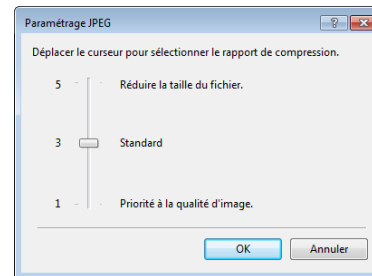 Paramétrage JPEG
Déplacer le curseur pour sélectionner le rapport de compression.
5 Réduire la taille du fichier.
3 Standard
1 Priorité à la qualité d'image.
OK Annuler